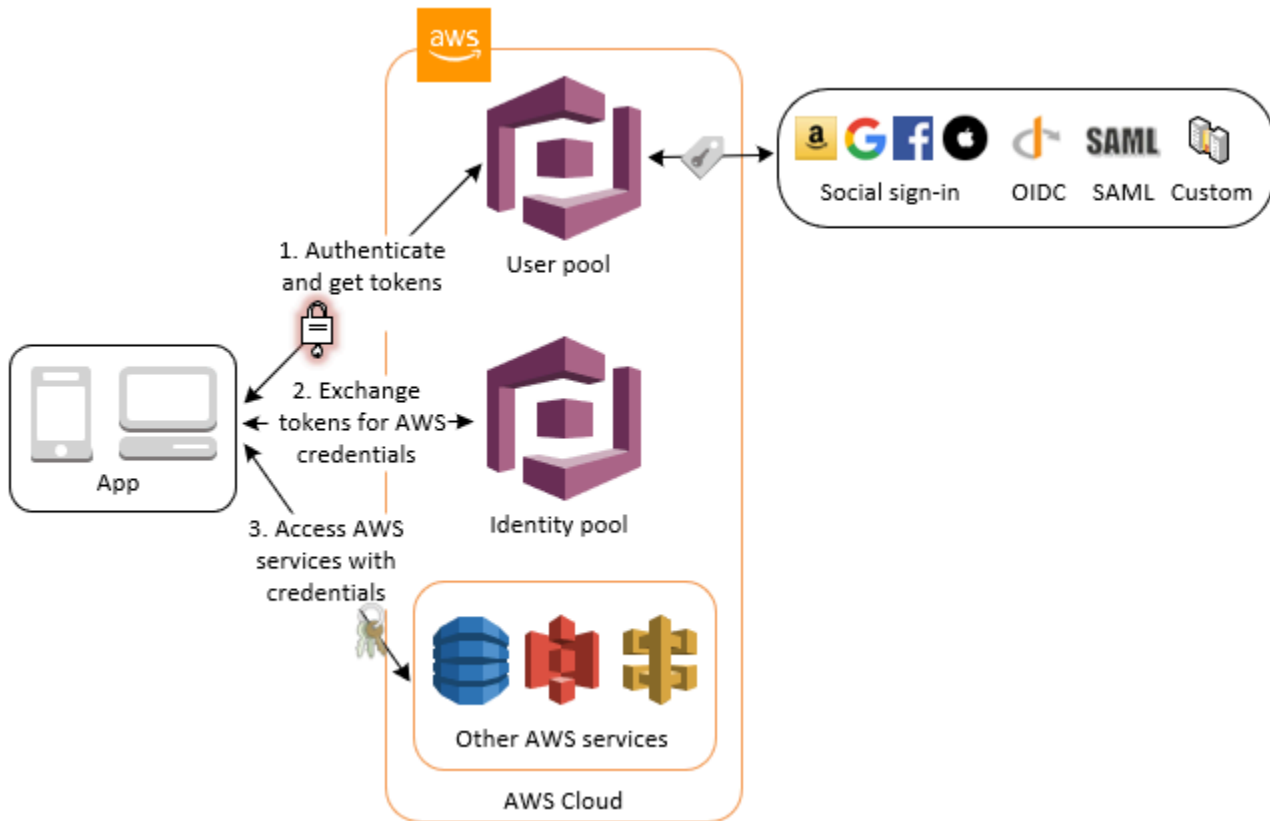 aws
User pool
a
SAML
Social sign-in
OIDC
SAML
Custom
1. Authenticate
and get tokens
2. Exchange
tokens for AWS
credentials
App
Identity pool
3. Access AWS
services with
credentials
Other AWS services
AWS Cloud